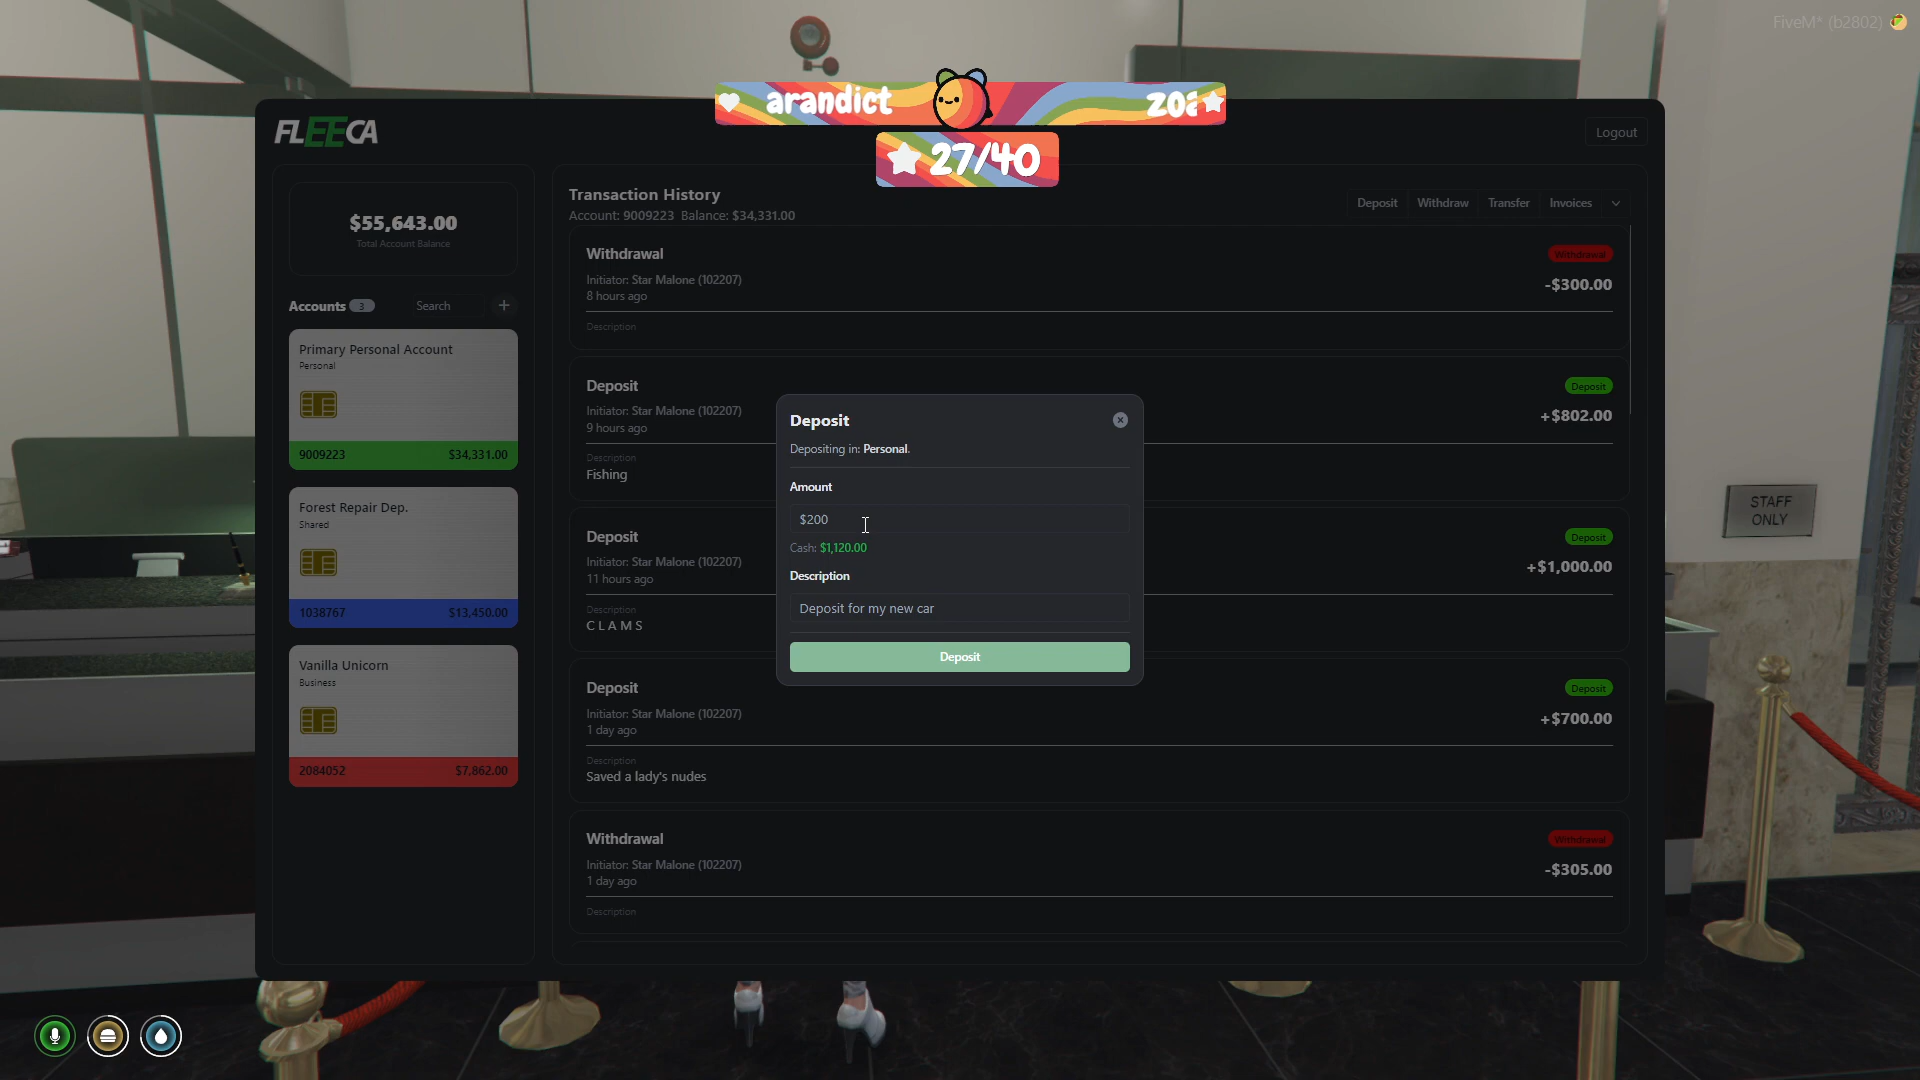 FiveM* (b2802)
arandict
27/40
FLEECA
Logout
$55,643.00
Total Account Balance
Accounts 3
Search
Primary Personal Account
Personal
9009223 $34,331.00
Forest Repair Dep.
Shared
1038767 $13,450.00
Vanilla Unicorn
Business
2084052 $7,862.00
Transaction History
Account: 9009223 Balance: $34,331.00
Deposit Withdraw Transfer Invoices
Withdrawal
Withdrawal
Initiator: Star Malone (102207)
8 hours ago
-$300.00
Description
Deposit
Deposit
Initiator: Star Malone (102207)
9 hours ago
+$802.00
Description
Fishing
Deposit
Deposit
Initiator: Star Malone (102207)
11 hours ago
+$1,000.00
Description
C L A M S
Deposit
Deposit
Initiator: Star Malone (102207)
1 day ago
+$700.00
Description
Saved a lady's nudes
Withdrawal
Withdrawal
Initiator: Star Malone (102207)
1 day ago
-$305.00
Description
Deposit
Depositing in: Personal.
Amount
$200
Cash: $1,120.00
Description
Deposit for my new car
Deposit
STAFF
ONLY